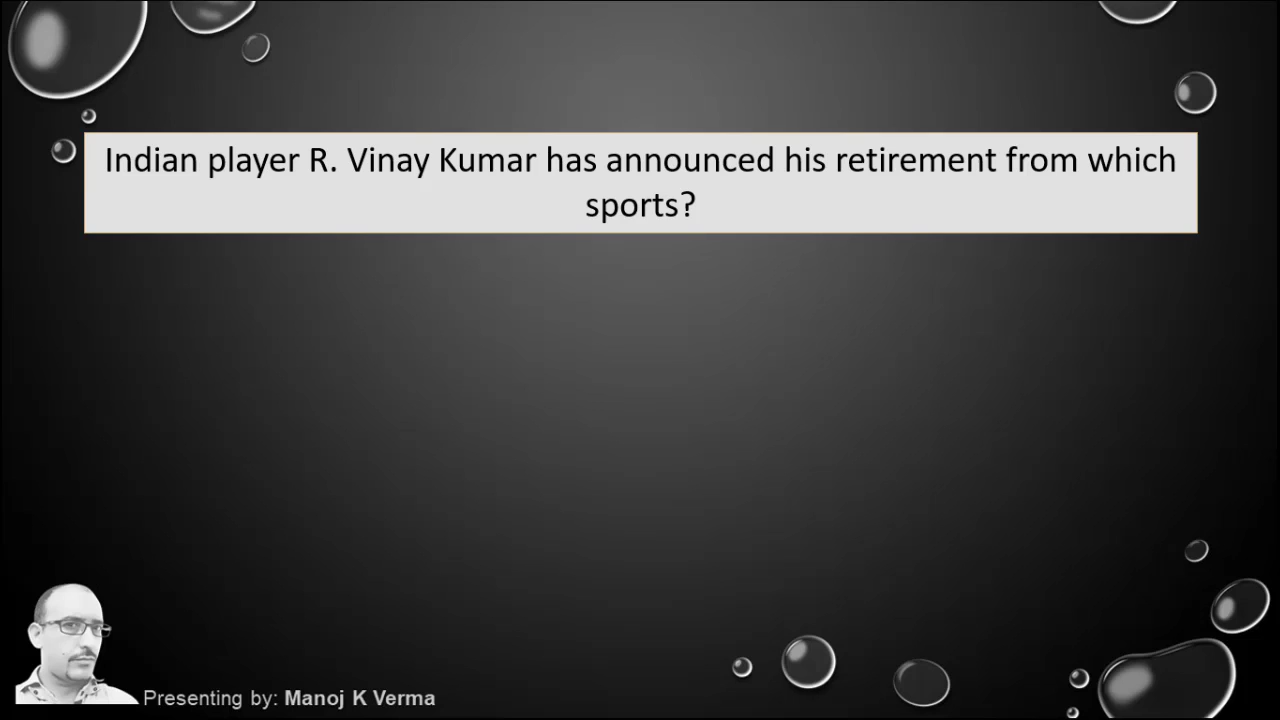 Indian player R. Vinay Kumar has announced his retirement from which
sports?
Presenting by: Manoj K Verma